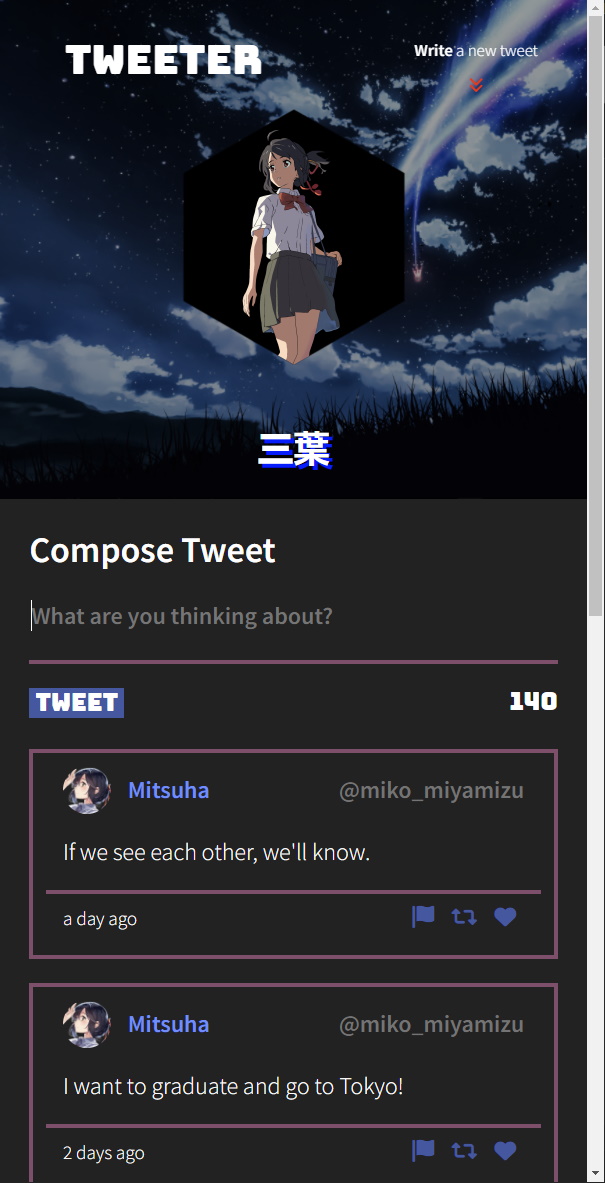 TWEETER
Write a new tweet
三葉
Compose Tweet
What are you thinking about?
TWEET
140
Mitsuha
@miko_miyamizu
If we see each other, we'll know.
a day ago
Mitsuha
@miko_miyamizu
I want to graduate and go to Tokyo!
2 days ago